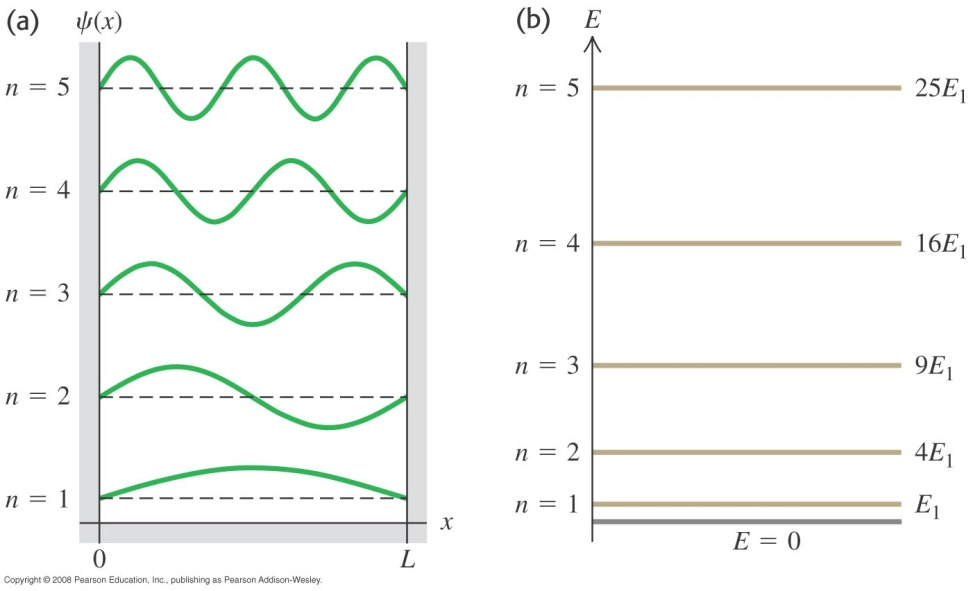 (a) ψ(x)
n = 5
n = 4
n = 3
n = 2
n = 1
x
0 L
(b) E
n = 5 25E₁
n = 4 16E₁
n = 3 9E₁
n = 2 4E₁
n = 1 E₁
E = 0
Copyright © 2008 Pearson Education, Inc., publishing as Pearson Addison-Wesley.